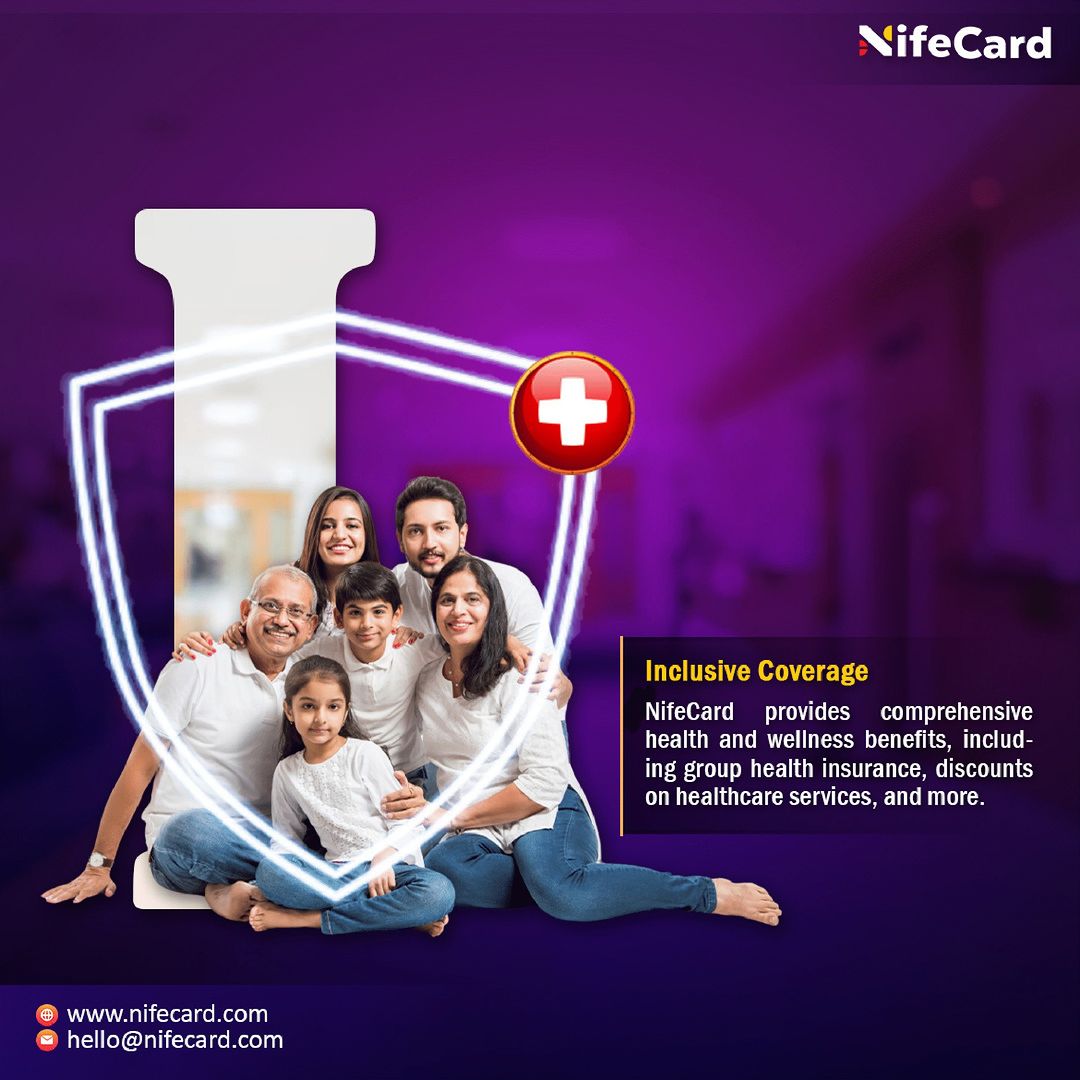 NifeCard
I
Inclusive Coverage
NifeCard provides comprehensive
health and wellness benefits, includ-
ing group health insurance, discounts
on healthcare services, and more.
www.nifecard.com
hello@nifecard.com